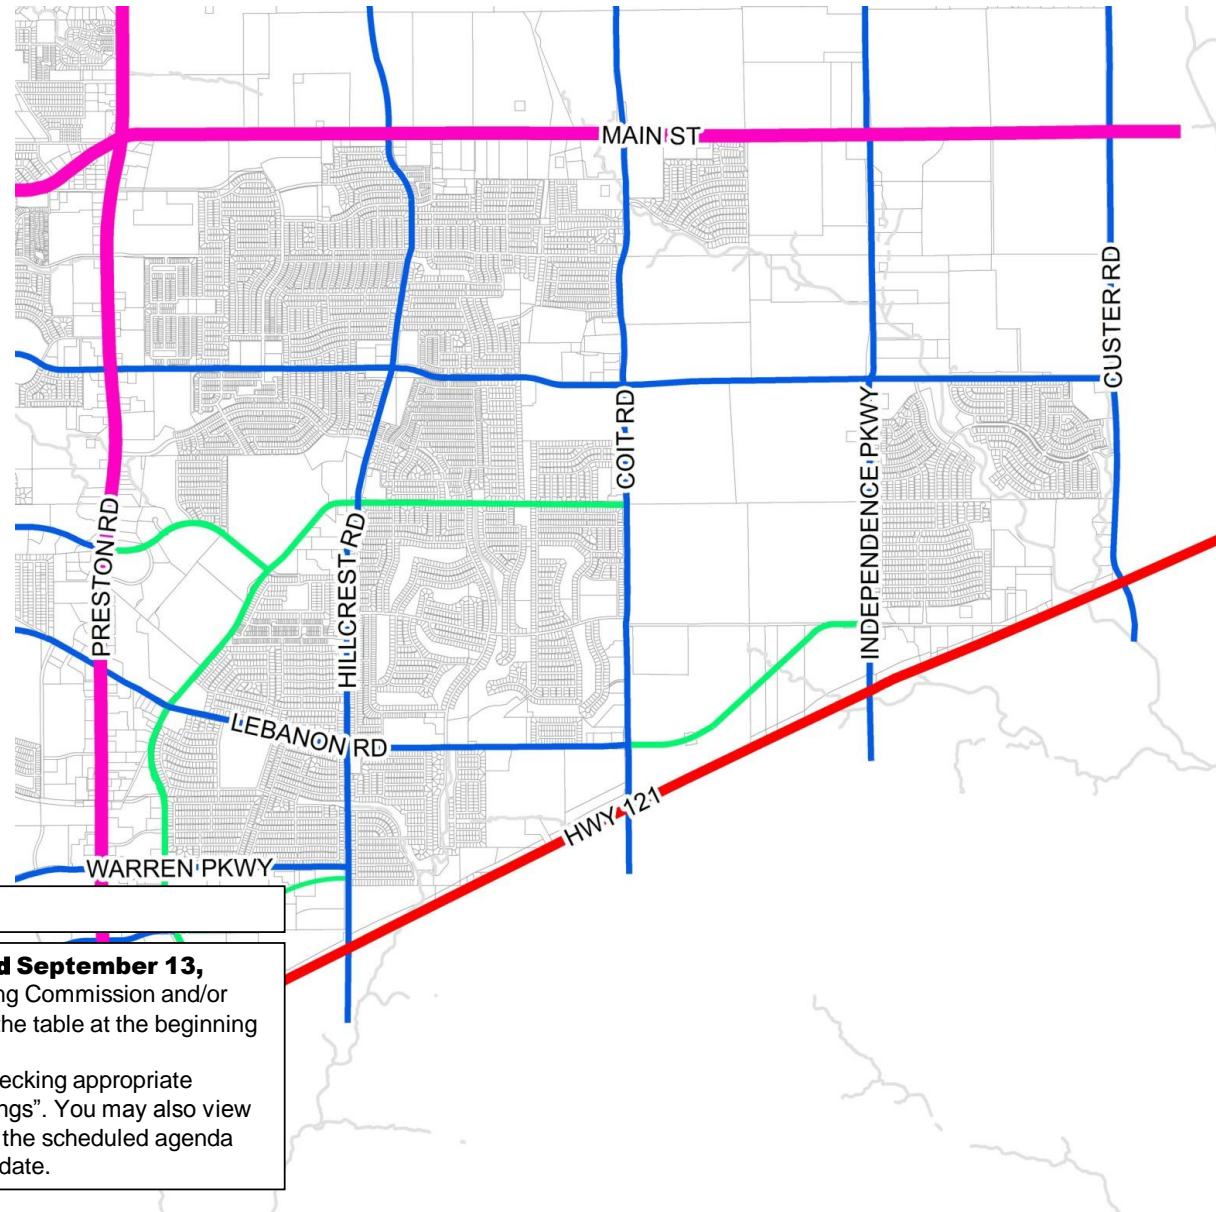 MAIN ST
CUSTER RD
COIT RD
INDEPENDENCE PKWY
PRESTON RD
HILLCREST RD
LEBANON RD
HWY 121
WARREN PKWY
d September 13,
ng Commission and/or
the table at the beginning
ecking appropriate
ngs”. You may also view
the scheduled agenda
date.